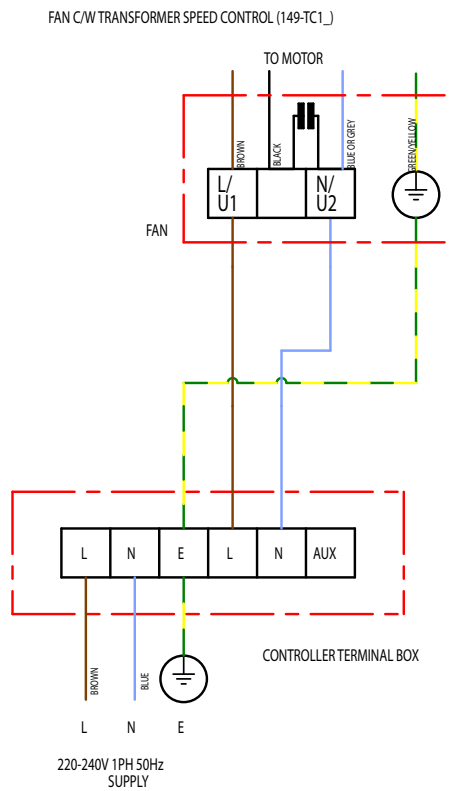 FAN C/W TRANSFORMER SPEED CONTROL (149-TC1_)
TO MOTOR
BROWN
BLACK
BLUE OR GREY
GREEN/YELLOW
L/
U1
N/
U2
FAN
L N E L N AUX
BROWN
BLUE
CONTROLLER TERMINAL BOX
L N E
220-240V 1PH 50Hz
SUPPLY